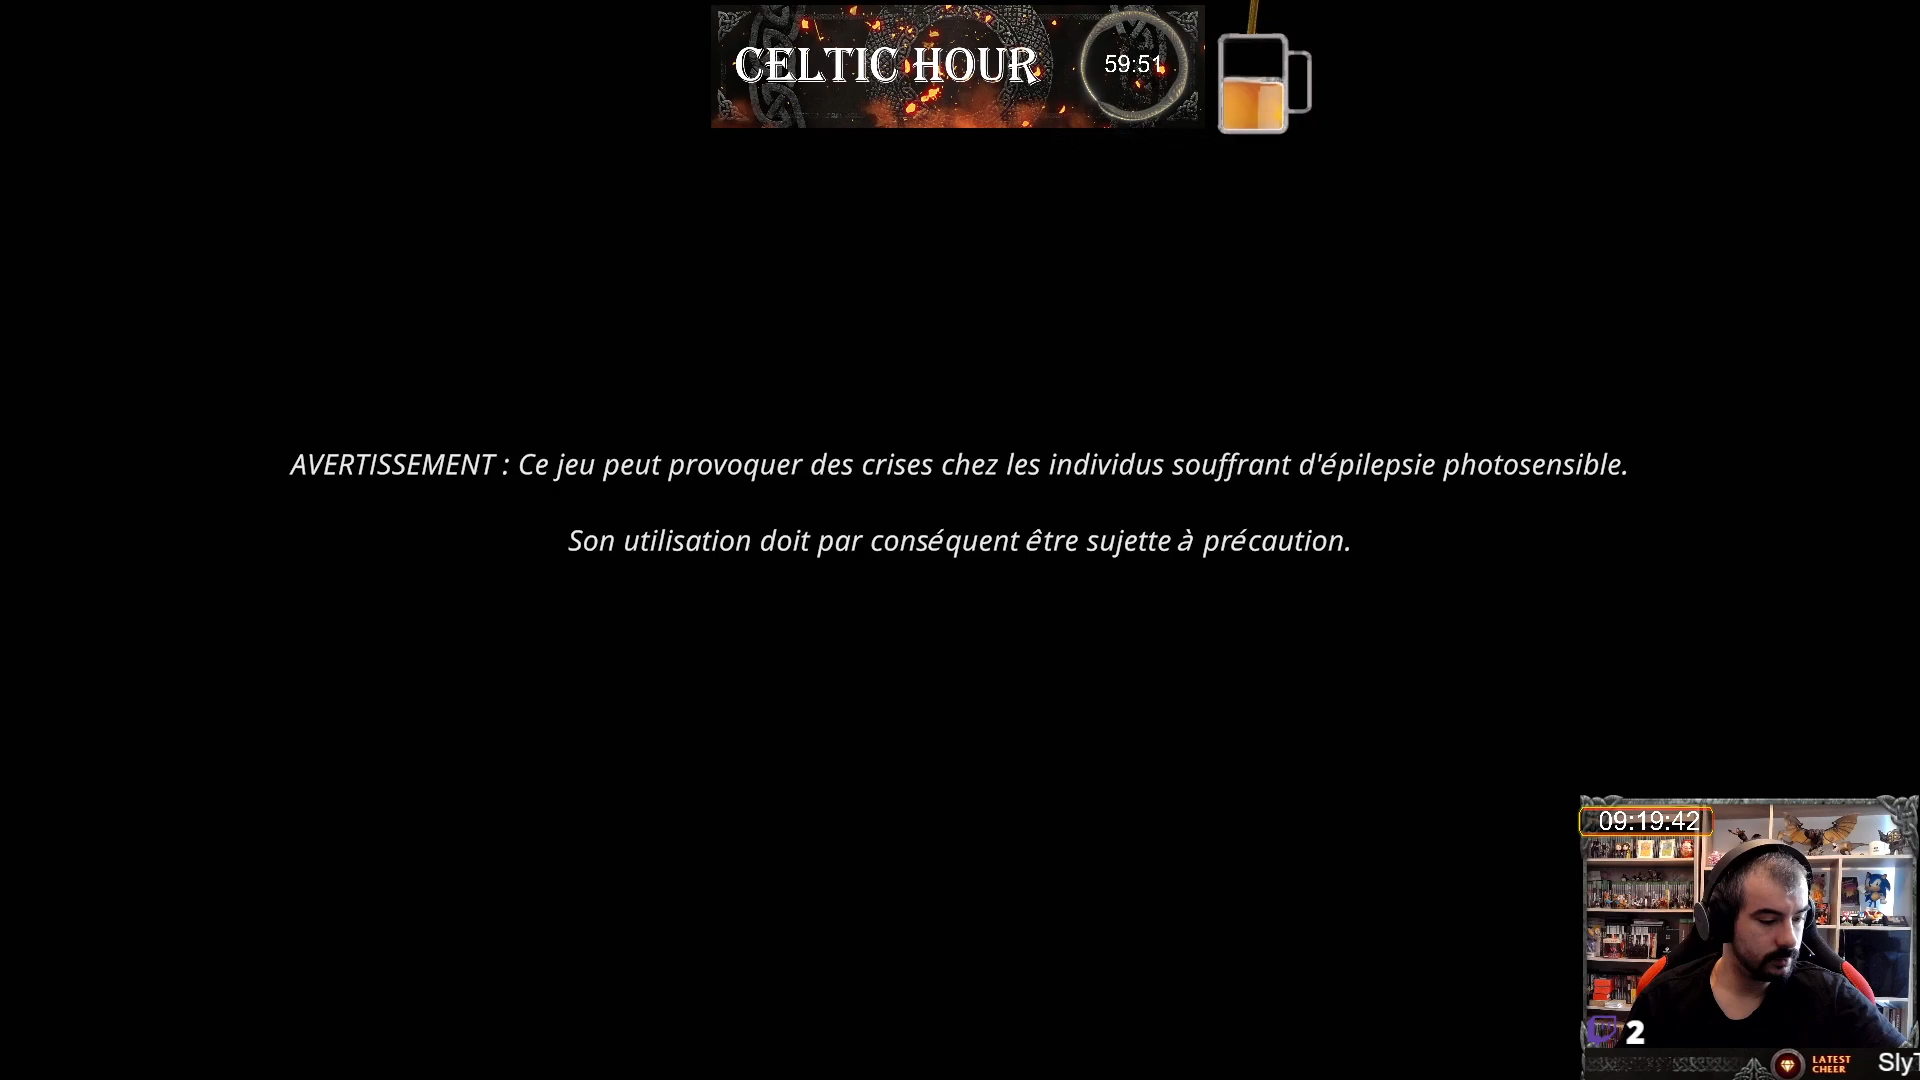 CELTIC HOUR
59:51
AVERTISSEMENT : Ce jeu peut provoquer des crises chez les individus souffrant d'épilepsie photosensible.
Son utilisation doit par conséquent être sujette à précaution.
09:19:42
2
LATEST
CHEER
SlyT